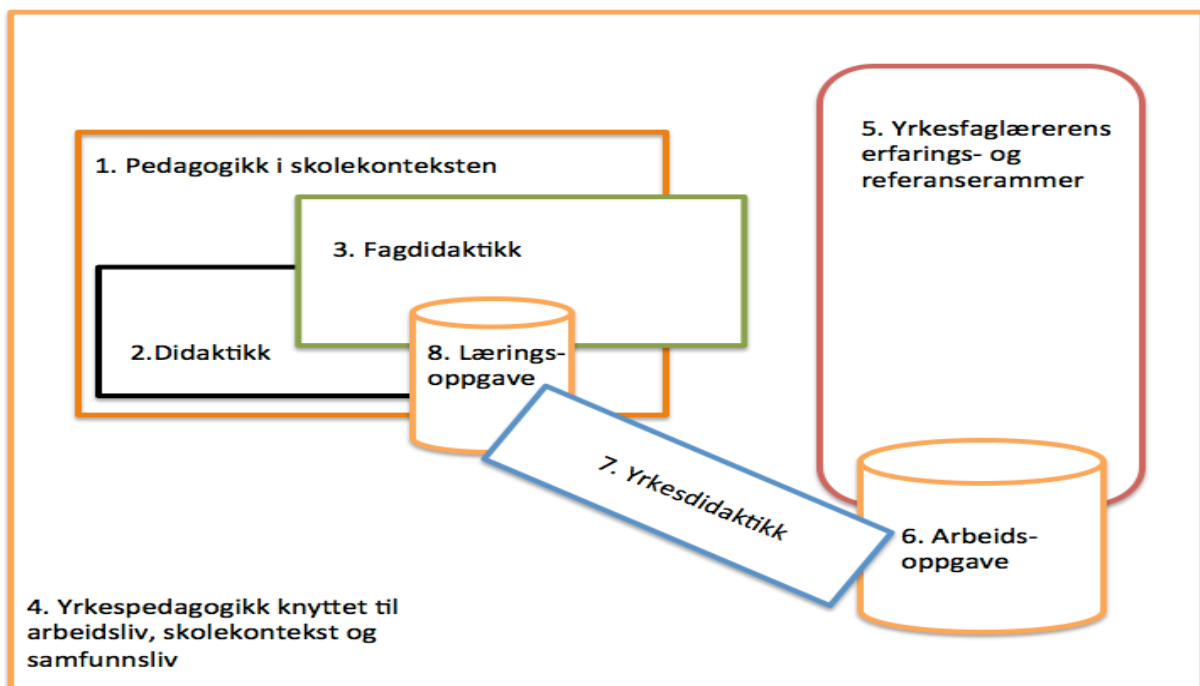 1. Pedagogikk i skolekonteksten
2.Didaktikk
3. Fagdidaktikk
4. Yrkespedagogikk knyttet til
arbeidsliv, skolekontekst og
samfunnsliv
5. Yrkesfaglærerens
erfarings- og
referanserammer
6. Arbeids-
oppgave
7. Yrkesdidaktikk
8. Lærings-
oppgave